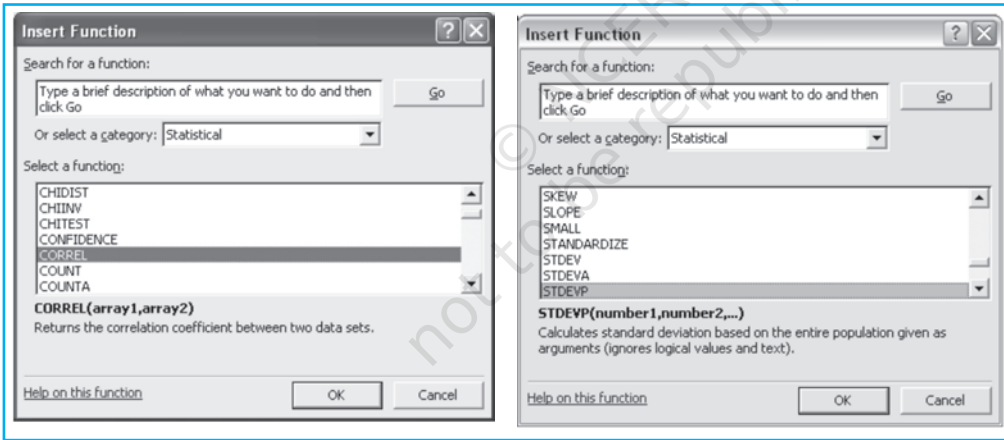 Insert Function
Search for a function:
Type a brief description of what you want to do and then
click Go
Go
Or select a category: Statistical
Select a function:
CHIDIST
CHIINV
CHITEST
CONFIDENCE
CORREL
COUNT
COUNTA
CORREL(array1,array2)
Returns the correlation coefficient between two data sets.
Help on this function
OK
Cancel
Insert Function
Search for a function:
Type a brief description of what you want to do and then
click Go
Go
Or select a category: Statistical
Select a function:
SKEW
SLOPE
SMALL
STANDARDIZE
STDEV
STDEVA
STDEVP
STDEVP(number1,number2,...)
Calculates standard deviation based on the entire population given as
arguments (ignores logical values and text).
Help on this function
OK
Cancel
not to be